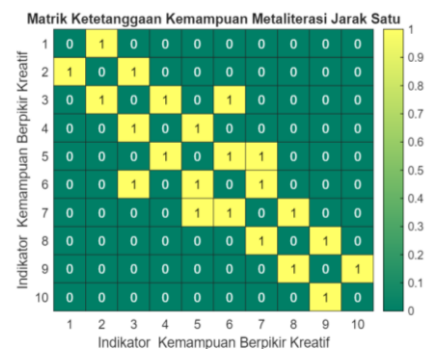 Matrik Ketetanggaan Kemampuan Metaliterasi Jarak Satu
Indikator Kemampuan Berpikir Kreatif
1 0 1 0 0 0 0 0 0 0 0
2 1 0 1 0 0 0 0 0 0 0
3 0 1 0 1 0 1 0 0 0 0
4 0 0 1 0 1 0 0 0 0 0
5 0 0 0 1 0 1 1 0 0 0
6 0 0 1 0 1 0 1 0 0 0
7 0 0 0 0 1 1 0 1 0 0
8 0 0 0 0 0 0 1 0 1 0
9 0 0 0 0 0 0 0 1 0 1
10 0 0 0 0 0 0 0 0 1 0
1 2 3 4 5 6 7 8 9 10
Indikator Kemampuan Berpikir Kreatif
1
0.9
0.8
0.7
0.6
0.5
0.4
0.3
0.2
0.1
0